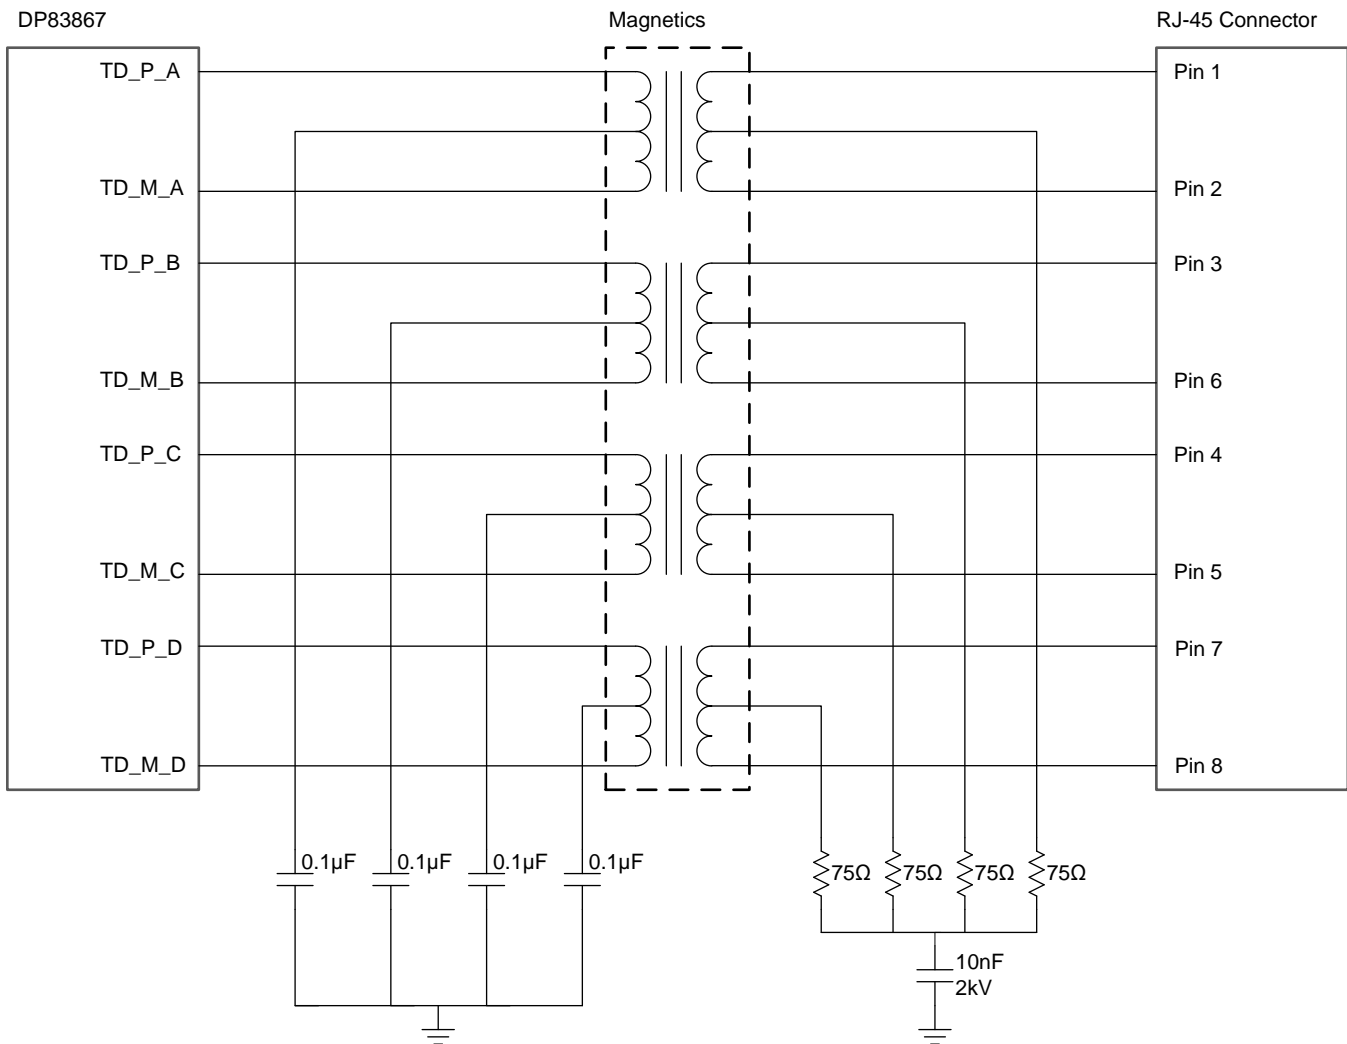 DP83867
Magnetics
RJ-45 Connector
TD_P_A
Pin 1
TD_M_A
Pin 2
TD_P_B
Pin 3
TD_M_B
Pin 6
TD_P_C
Pin 4
TD_M_C
Pin 5
TD_P_D
Pin 7
TD_M_D
Pin 8
0.1µF
0.1µF
0.1µF
0.1µF
75Ω
75Ω
75Ω
75Ω
10nF
2kV